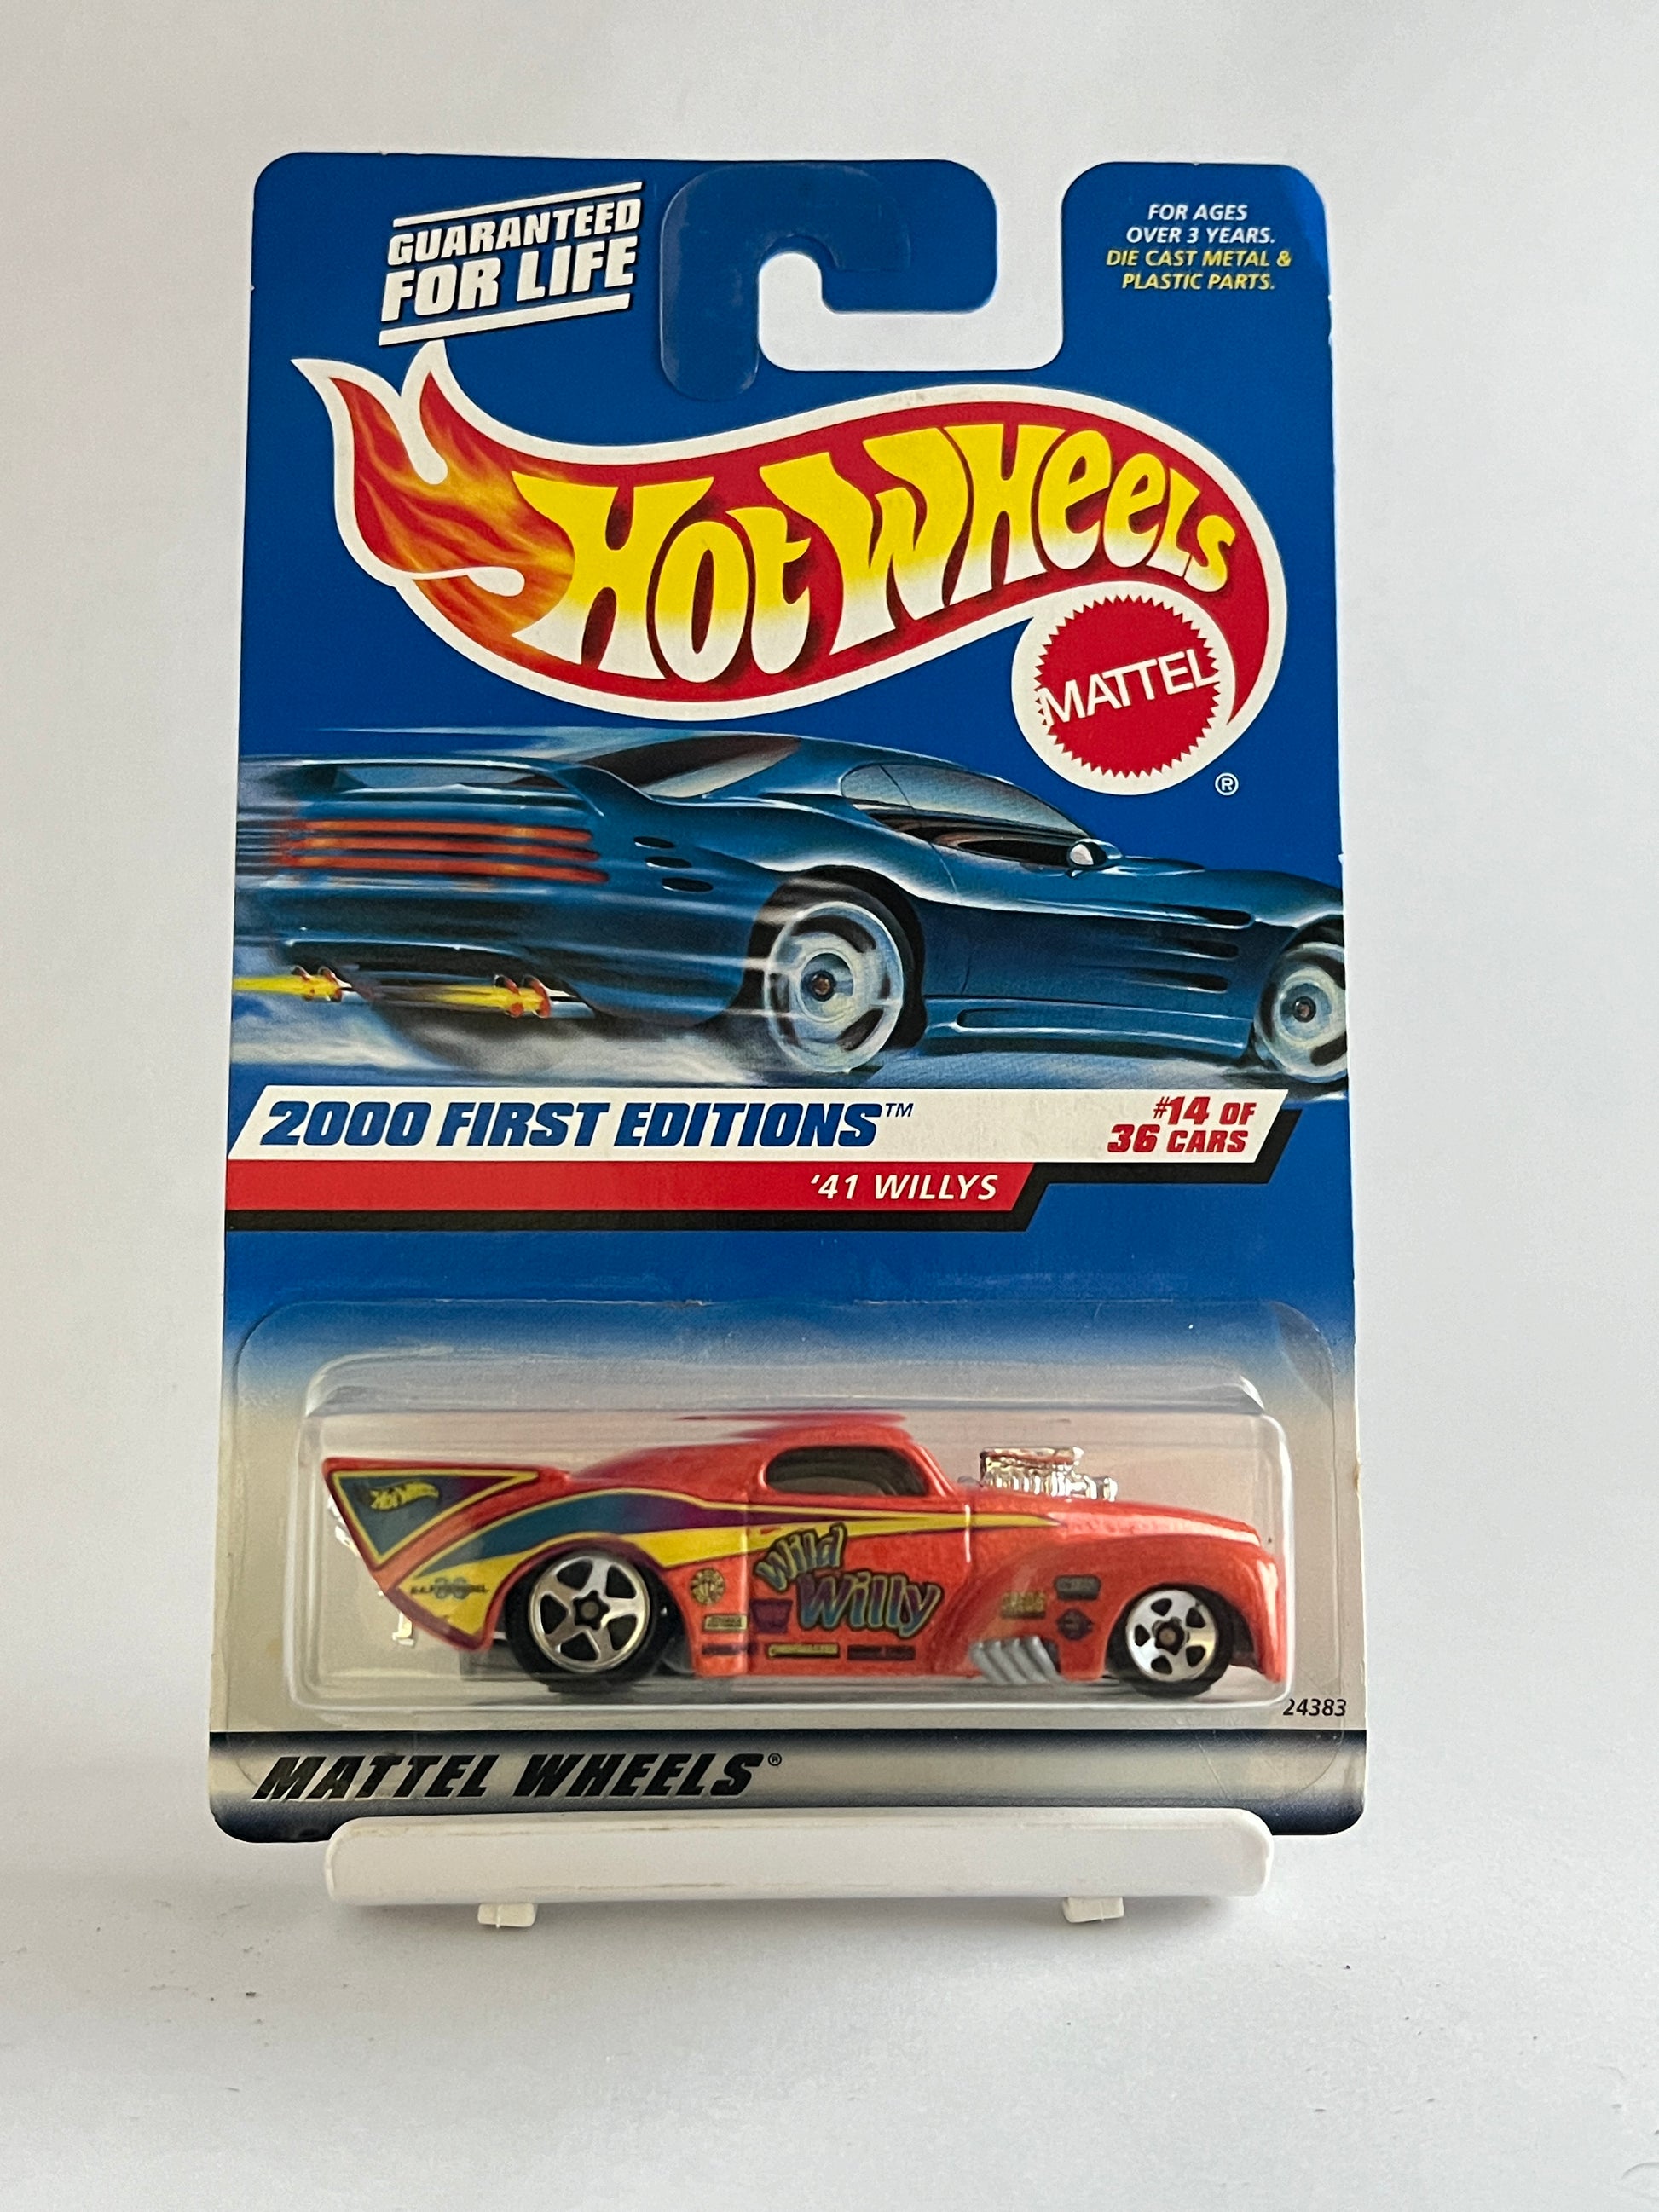 GUARANTEED
FOR LIFE
FOR AGES
OVER 3 YEARS.
DIE CAST METAL &
PLASTIC PARTS.
Hot Wheels
MATTEL
®
2000 FIRST EDITIONS™
#14 OF
36 CARS
'41 WILLYS
Hot Wheels
Wild
Willy
24383
MATTEL WHEELS®